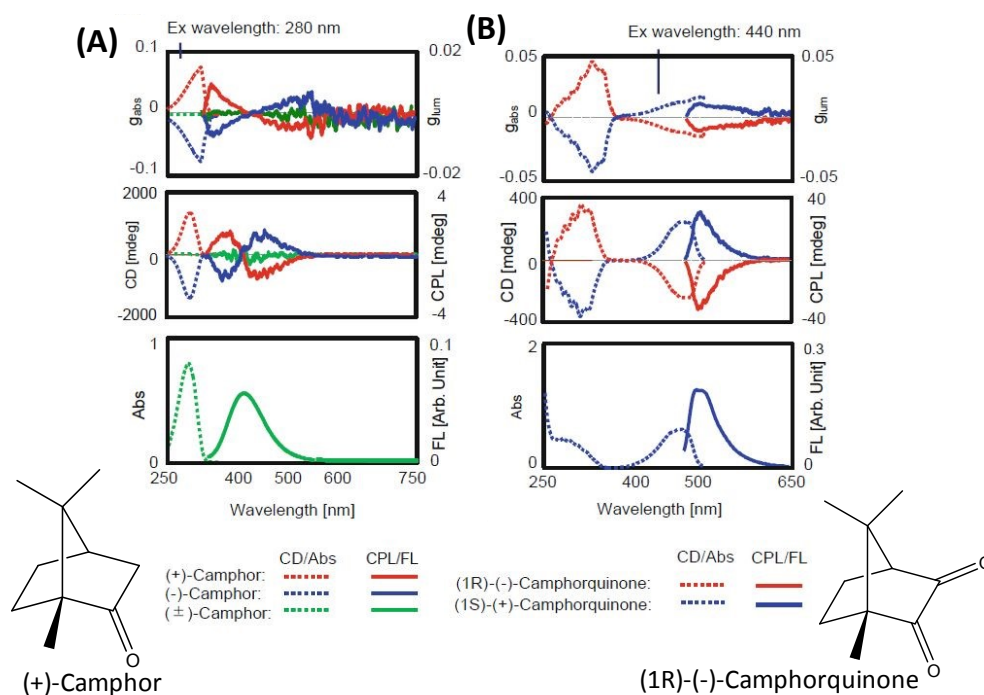 (A)
Ex wavelength: 280 nm
0.1
0
-0.1
gabs
0.02
-0.02
glum
2000
0
-2000
CD [mdeg]
4
-4
CPL [mdeg]
1
0
Abs
0.1
0
FL [Arb. Unit]
250 400 500 750
Wavelength [nm]
CD/Abs CPL/FL
(+)-Camphor:
(-)-Camphor:
(±)-Camphor:
O
(+)-Camphor
(B)
Ex wavelength: 440 nm
0.05
0
-0.05
gabs
0.05
-0.05
glum
400
0
-400
CD [mdeg]
40
-40
CPL [mdeg]
2
0
Abs
0.3
0
FL [Arb. Unit]
250 400 500 650
Wavelength [nm]
CD/Abs CPL/FL
(1R)-(-)-Camphorquinone:
(1S)-(+)-Camphorquinone:
O
O
(1R)-(-)-Camphorquinone